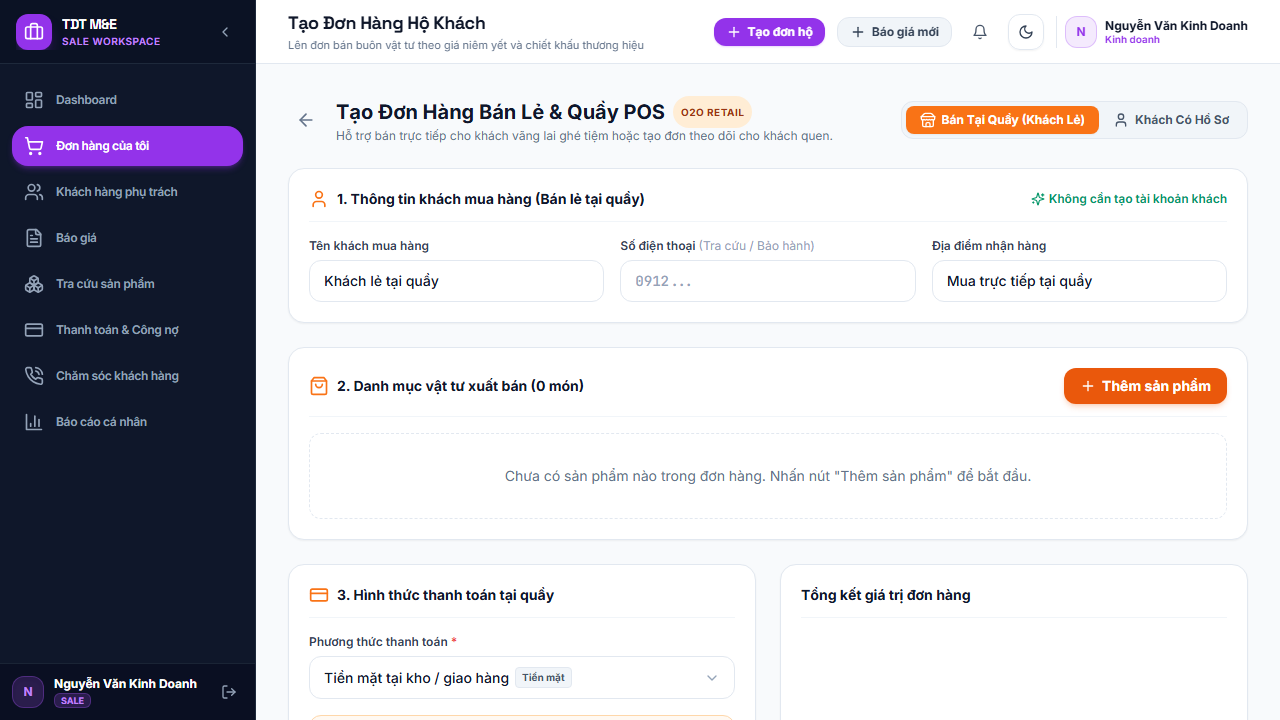 TDT M&E
SALE WORKSPACE
Dashboard
Đơn hàng của tôi
Khách hàng phụ trách
Báo giá
Tra cứu sản phẩm
Thanh toán & Công nợ
Chăm sóc khách hàng
Báo cáo cá nhân
N
Nguyễn Văn Kinh Doanh
SALE
Tạo Đơn Hàng Hộ Khách
Lên đơn bán buôn vật tư theo giá niêm yết và chiết khấu thương hiệu
Tạo đơn hộ
Báo giá mới
N
Nguyễn Văn Kinh Doanh
Kinh doanh
Tạo Đơn Hàng Bán Lẻ & Quầy POS
O2O RETAIL
Hỗ trợ bán trực tiếp cho khách vãng lai ghé tiệm hoặc tạo đơn theo dõi cho khách quen.
Bán Tại Quầy (Khách Lẻ)
Khách Có Hồ Sơ
1. Thông tin khách mua hàng (Bán lẻ tại quầy)
Không cần tạo tài khoản khách
Tên khách mua hàng
Khách lẻ tại quầy
Số điện thoại (Tra cứu / Bảo hành)
0912...
Địa điểm nhận hàng
Mua trực tiếp tại quầy
2. Danh mục vật tư xuất bán (0 món)
Thêm sản phẩm
Chưa có sản phẩm nào trong đơn hàng. Nhấn nút "Thêm sản phẩm" để bắt đầu.
3. Hình thức thanh toán tại quầy
Phương thức thanh toán *
Tiền mặt tại kho / giao hàng
Tiền mặt
Tổng kết giá trị đơn hàng